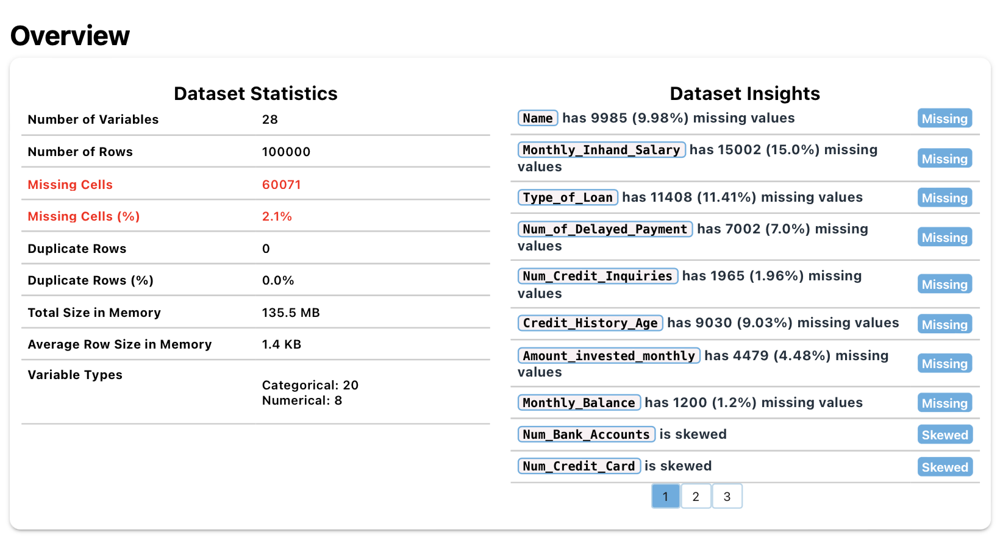 Overview
Dataset Statistics
Number of Variables 28
Number of Rows 100000
Missing Cells 60071
Missing Cells (%) 2.1%
Duplicate Rows 0
Duplicate Rows (%) 0.0%
Total Size in Memory 135.5 MB
Average Row Size in Memory 1.4 KB
Variable Types
Categorical: 20
Numerical: 8
Dataset Insights
Name has 9985 (9.98%) missing values Missing
Monthly_Inhand_Salary has 15002 (15.0%) missing
values Missing
Type_of_Loan has 11408 (11.41%) missing values Missing
Num_of_Delayed_Payment has 7002 (7.0%) missing
values Missing
Num_Credit_Inquiries has 1965 (1.96%) missing
values Missing
Credit_History_Age has 9030 (9.03%) missing values Missing
Amount_invested_monthly has 4479 (4.48%) missing
values Missing
Monthly_Balance has 1200 (1.2%) missing values Missing
Num_Bank_Accounts is skewed Skewed
Num_Credit_Card is skewed Skewed
1 2 3